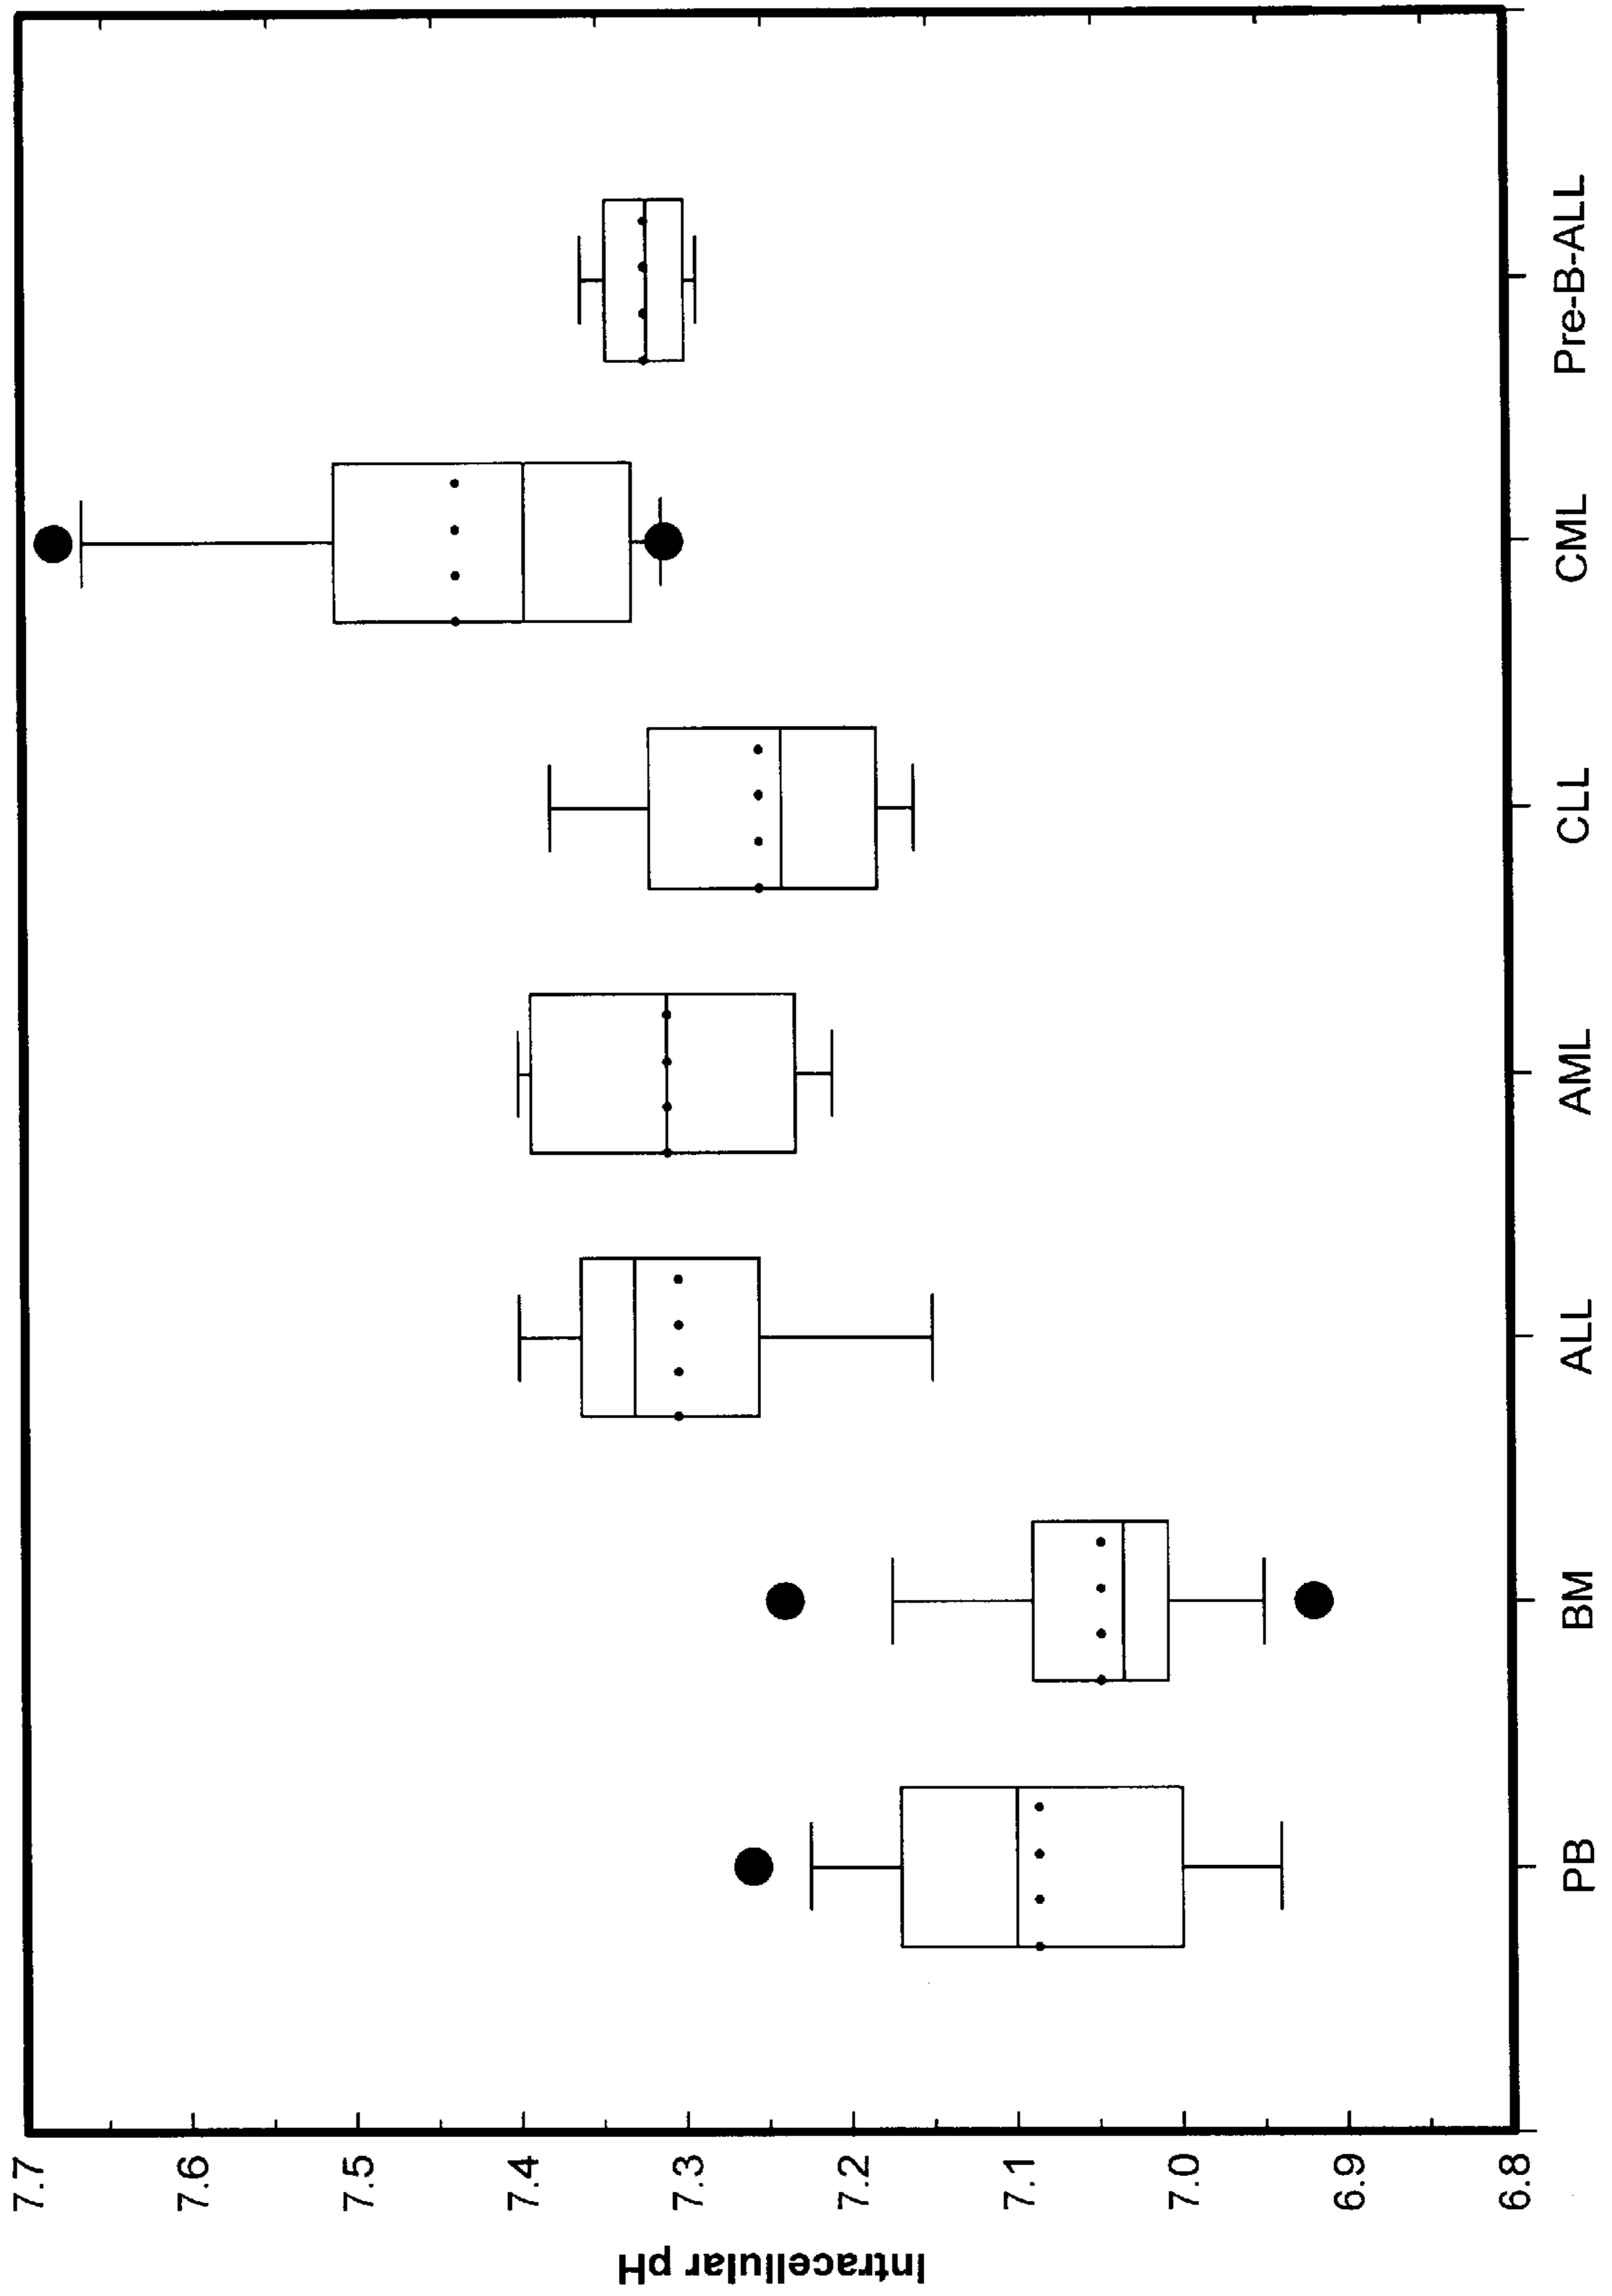 Intracellular pH
7.7
7.6
7.5
7.4
7.3
7.2
7.1
7.0
6.9
6.8
PB
BM
ALL
AML
CLL
CML
Pre-B-ALL